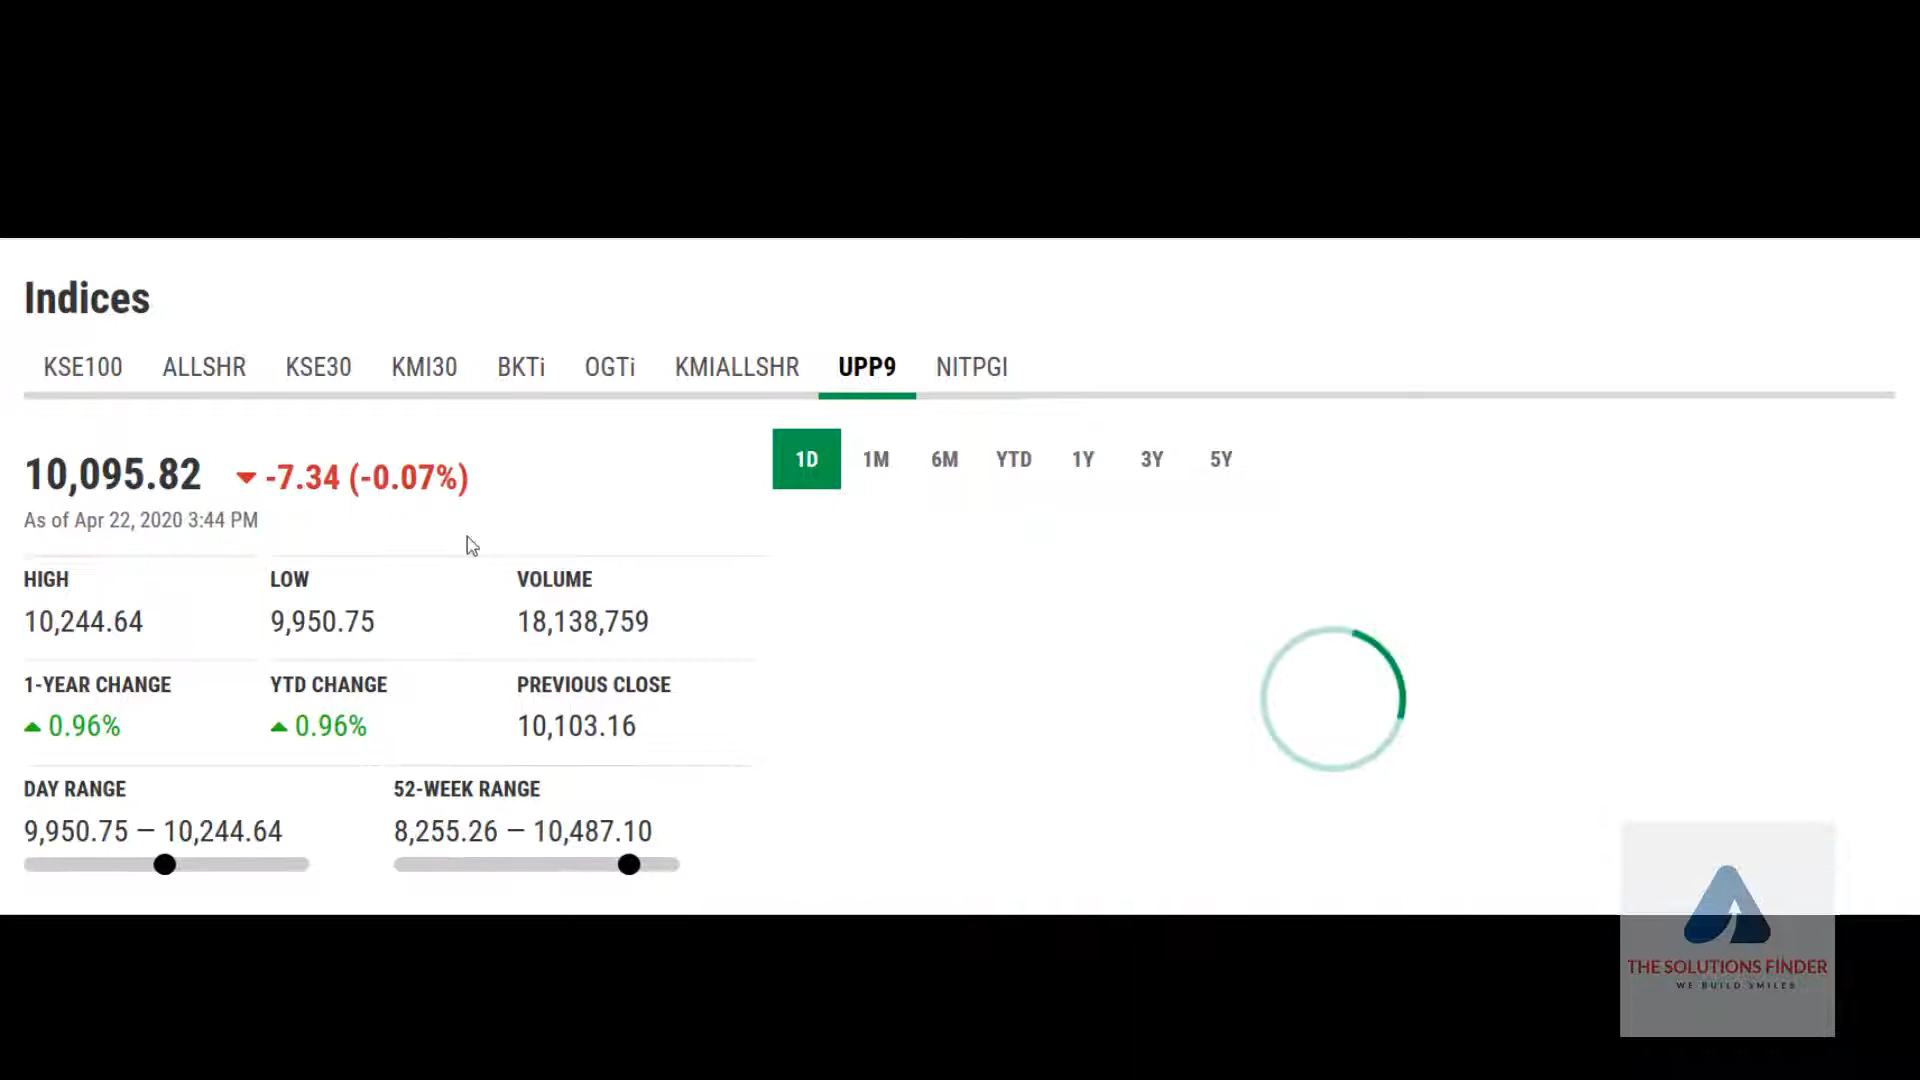 Indices
KSE100 ALLSHR KSE30 KMI30 BKTi OGTi KMIALLSHR UPP9 NITPGI
10,095.82 -7.34 (-0.07%)
1D 1M 6M YTD 1Y 3Y 5Y
As of Apr 22, 2020 3:44 PM
HIGH LOW VOLUME
10,244.64 9,950.75 18,138,759
1-YEAR CHANGE YTD CHANGE PREVIOUS CLOSE
0.96% 0.96% 10,103.16
DAY RANGE 52-WEEK RANGE
9,950.75 — 10,244.64 8,255.26 — 10,487.10
THE SOLUTIONS FINDER
WE BUILD SMILES